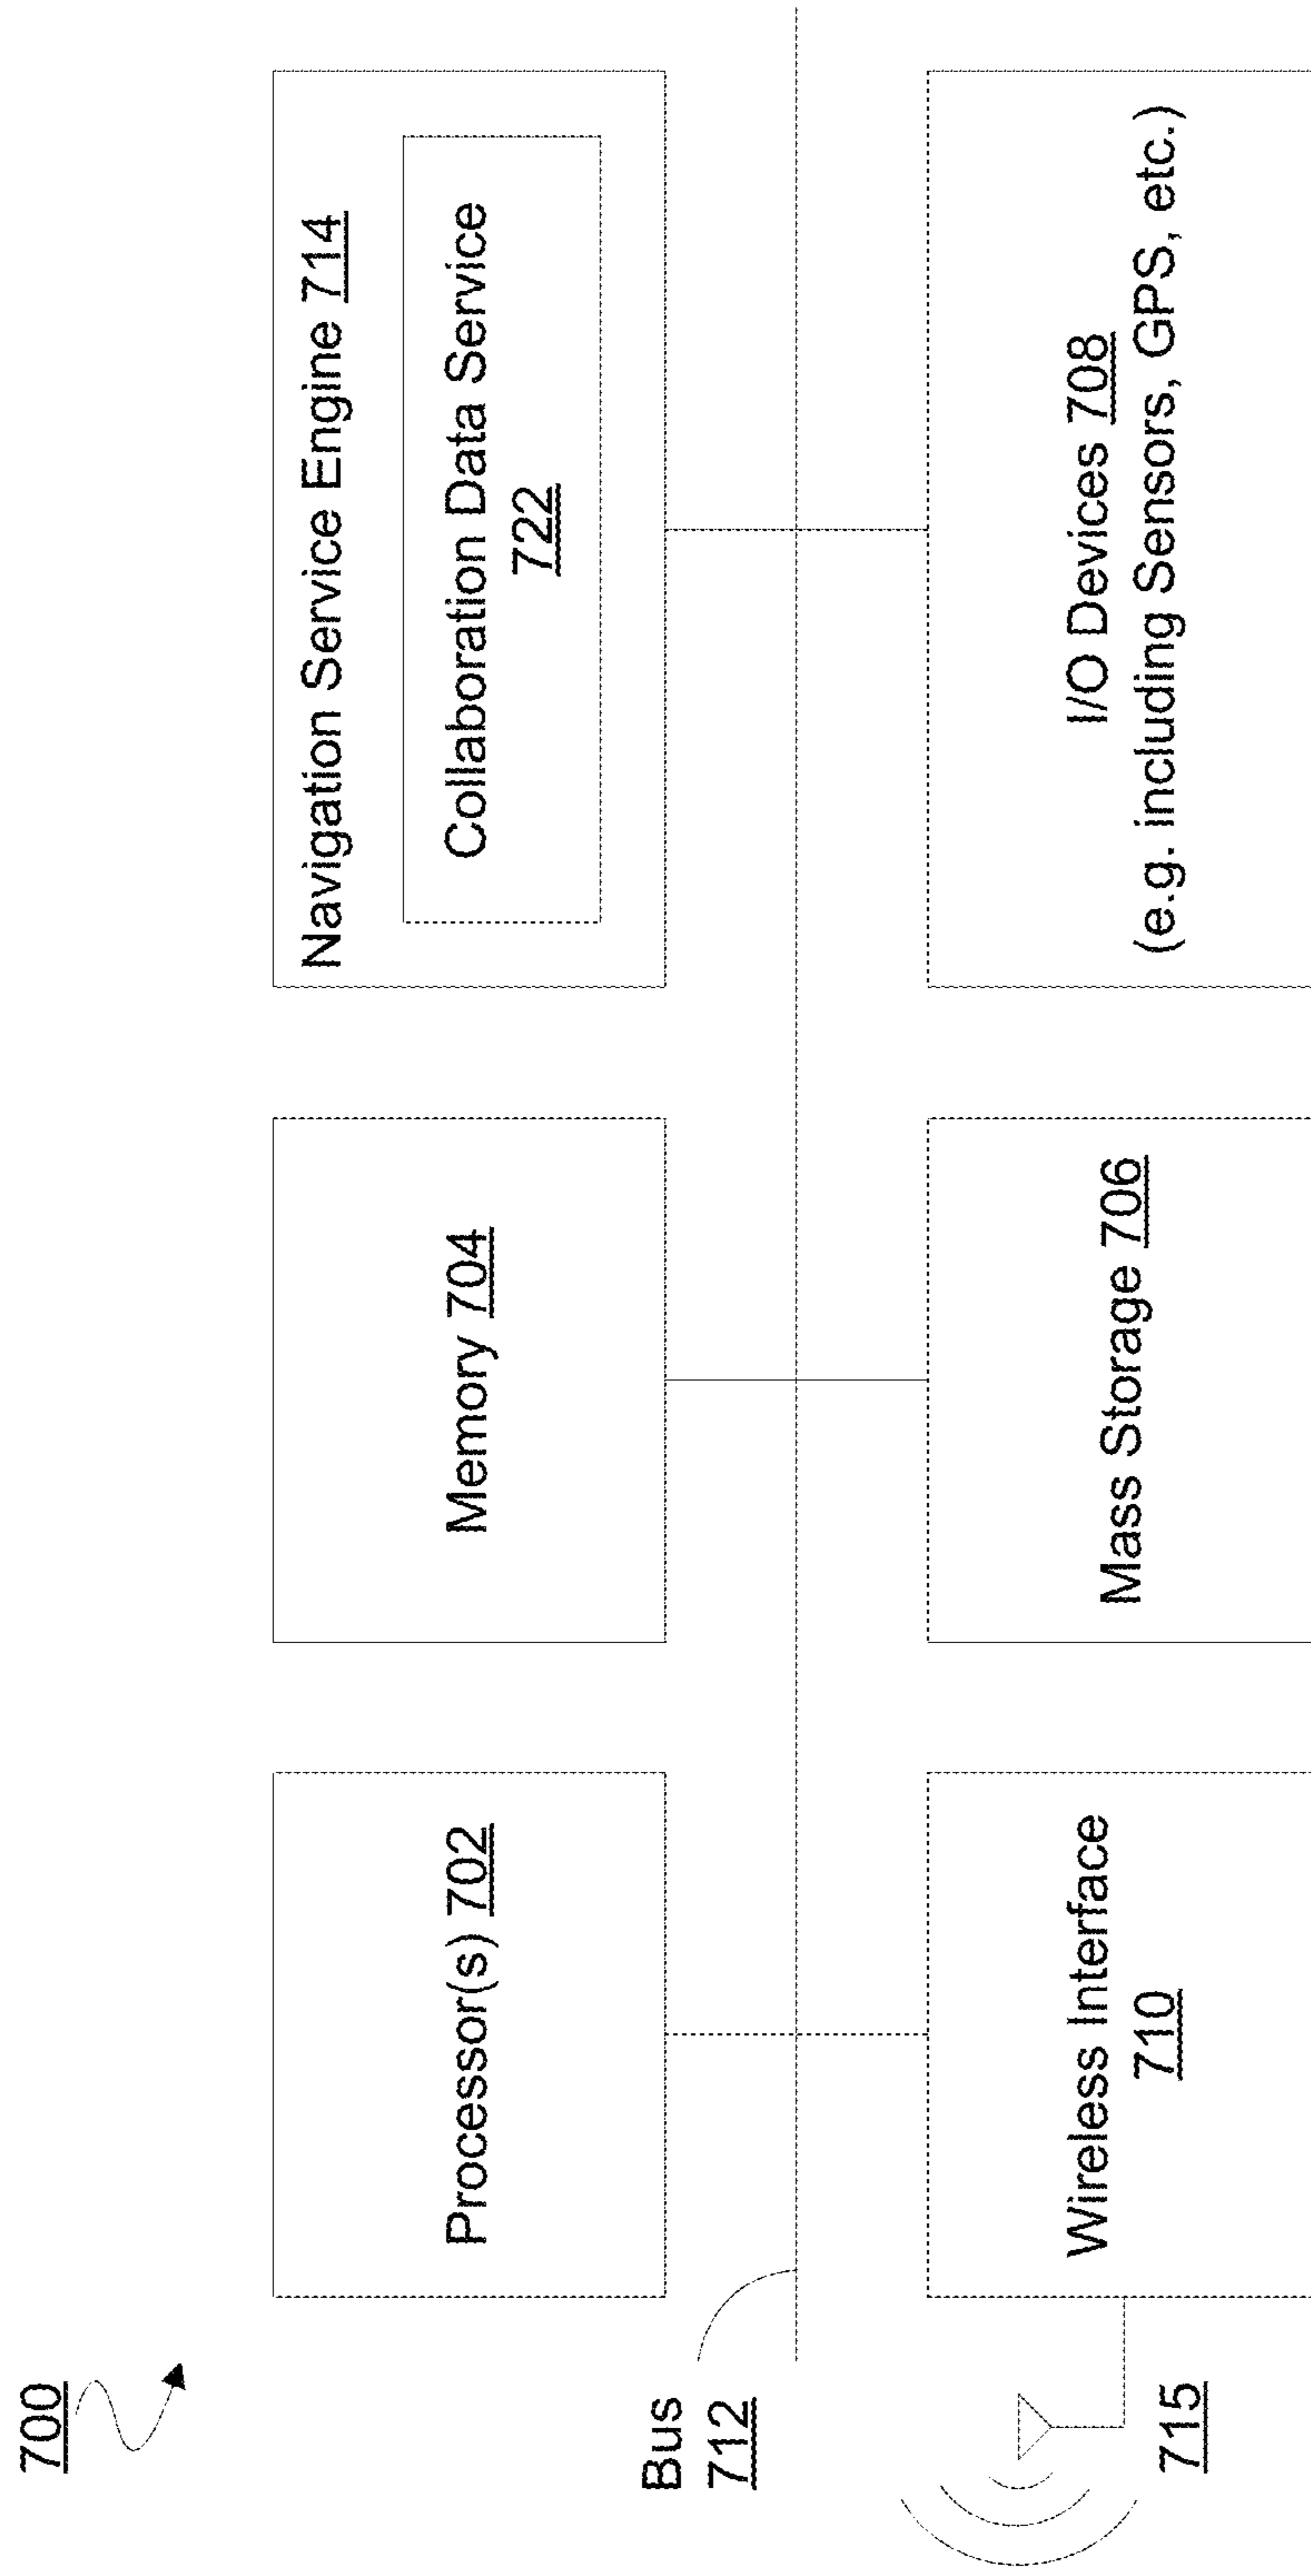 700
Processor(s) 702
Memory 704
Navigation Service Engine 714
Collaboration Data Service
722
Bus
712
Wireless Interface
710
Mass Storage 706
I/O Devices 708
(e.g. including Sensors, GPS, etc.)
715